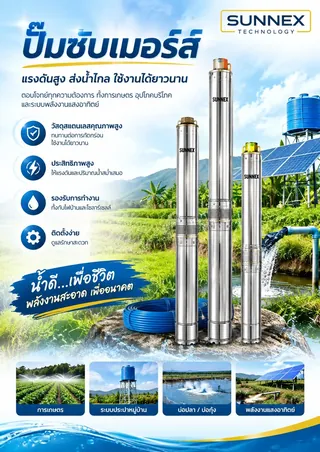 SUNNEX
TECHNOLOGY
ปั๊มซับเมอร์ส
แรงดันสูง ส่งน้ำไกล ใช้งานได้ยาวนาน
ตอบโจทย์ทุกความต้องการ ทั้งการเกษตร อุปโภคบริโภค
และระบบพลังงานแสงอาทิตย์
วัสดุสแตนเลสคุณภาพสูง
ทนทานต่อการกัดกร่อน
ใช้งานได้ยาวนาน
ประสิทธิภาพสูง
ให้แรงดันและปริมาณน้ำสม่ำเสมอ
รองรับการทำงาน
ทั้งกับไฟบ้านและโซลาร์เซลล์
ติดตั้งง่าย
ดูแลรักษาสะดวก
SUNNEX
SUNNEX
SUNNEX
น้ำดี...เพื่อชีวิต
พลังงานสะอาด เพื่ออนาคต
การเกษตร
ระบบประปาหมู่บ้าน
บ่อปลา / บ่อกุ้ง
พลังงานแสงอาทิตย์